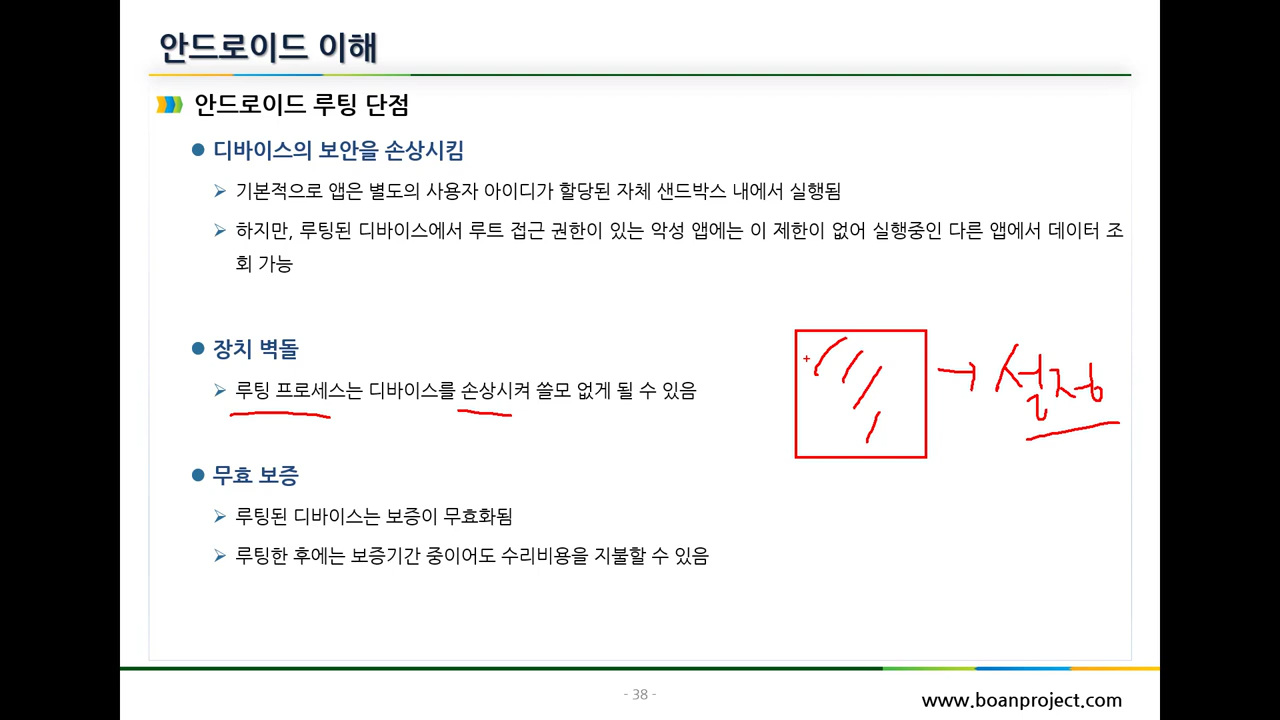 안드로이드 이해
안드로이드 루팅 단점
디바이스의 보안을 손상시킴
기본적으로 앱은 별도의 사용자 아이디가 할당된 자체 샌드박스 내에서 실행됨
하지만, 루팅된 디바이스에서 루트 접근 권한이 있는 악성 앱에는 이 제한이 없어 실행중인 다른 앱에서 데이터 조
회 가능
장치 벽돌
루팅 프로세스는 디바이스를 손상시켜 쓸모 없게 될 수 있음
→ 설정
무효 보증
루팅된 디바이스는 보증이 무효화됨
루팅한 후에는 보증기간 중이어도 수리비용을 지불할 수 있음
- 38 -
www.boanproject.com